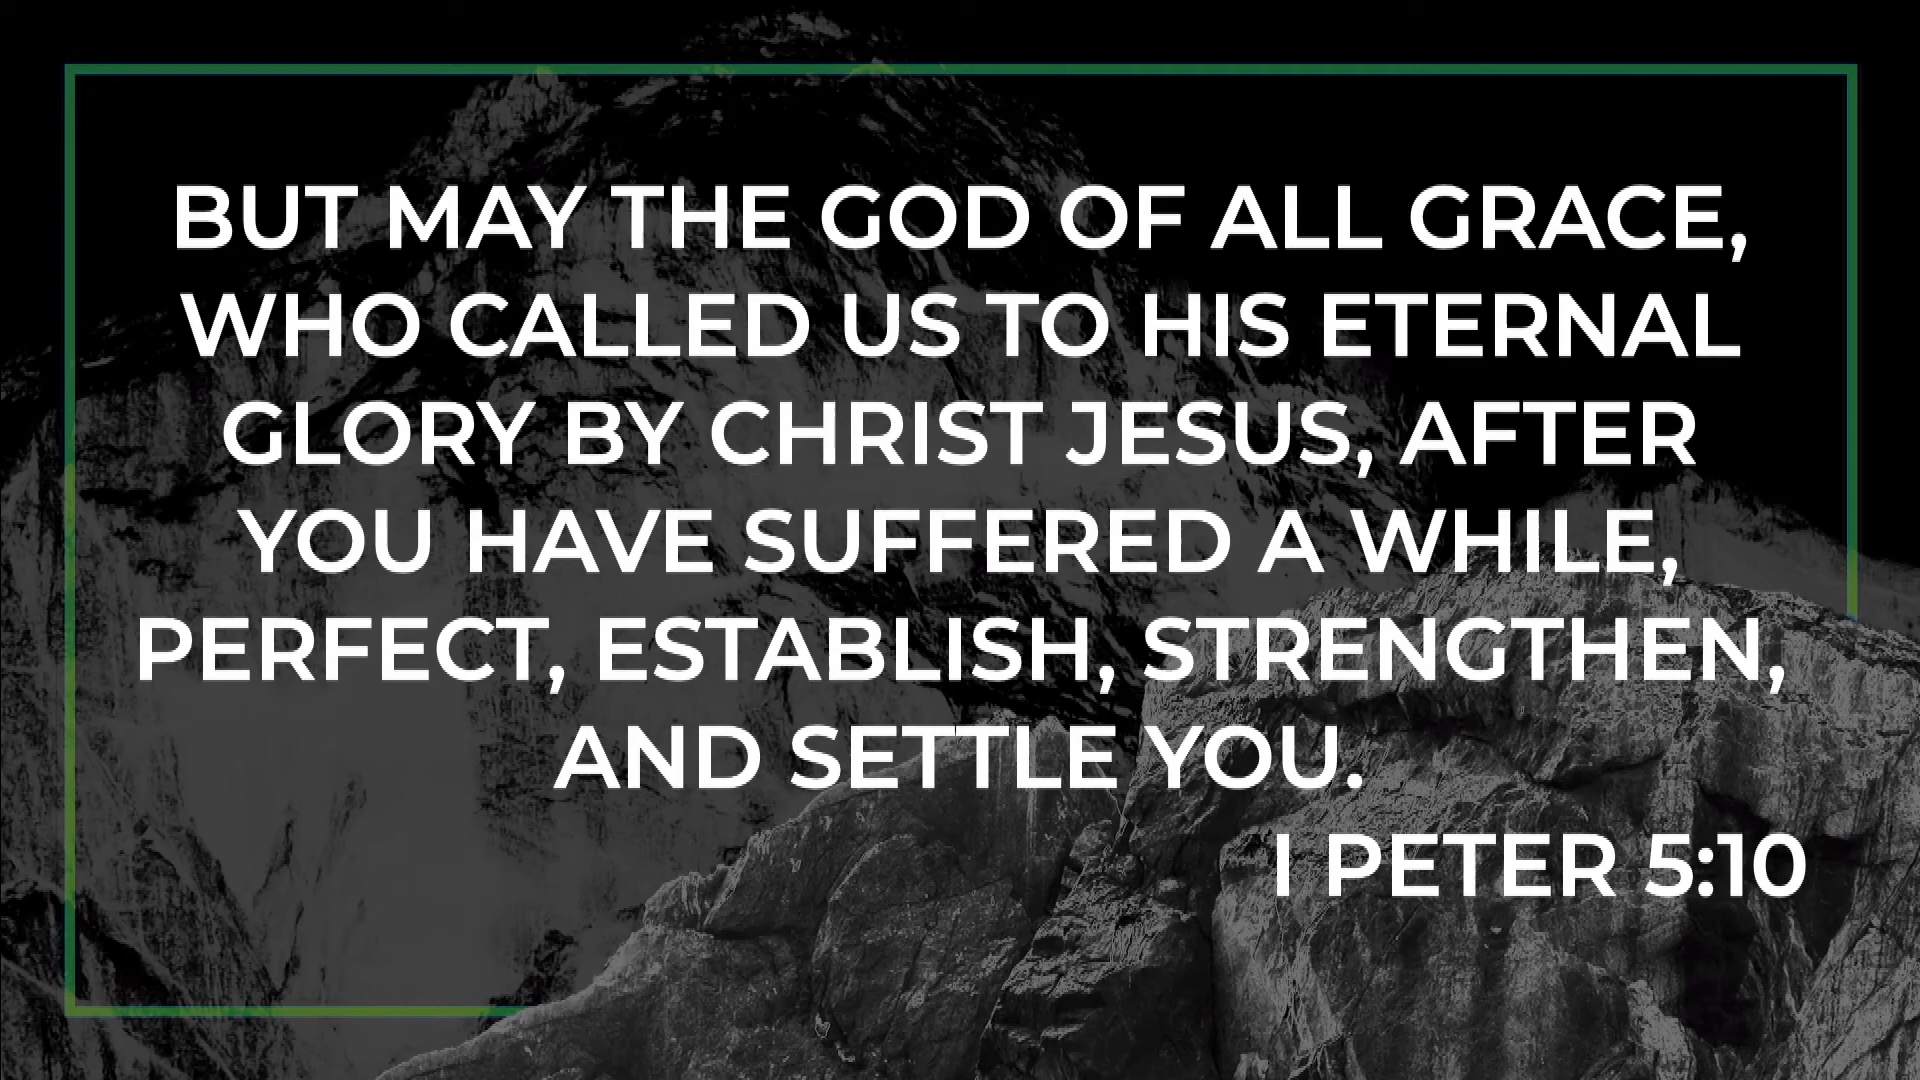 BUT MAY THE GOD OF ALL GRACE,
WHO CALLED US TO HIS ETERNAL
GLORY BY CHRIST JESUS, AFTER
YOU HAVE SUFFERED A WHILE,
PERFECT, ESTABLISH, STRENGTHEN,
AND SETTLE YOU.
I PETER 5:10